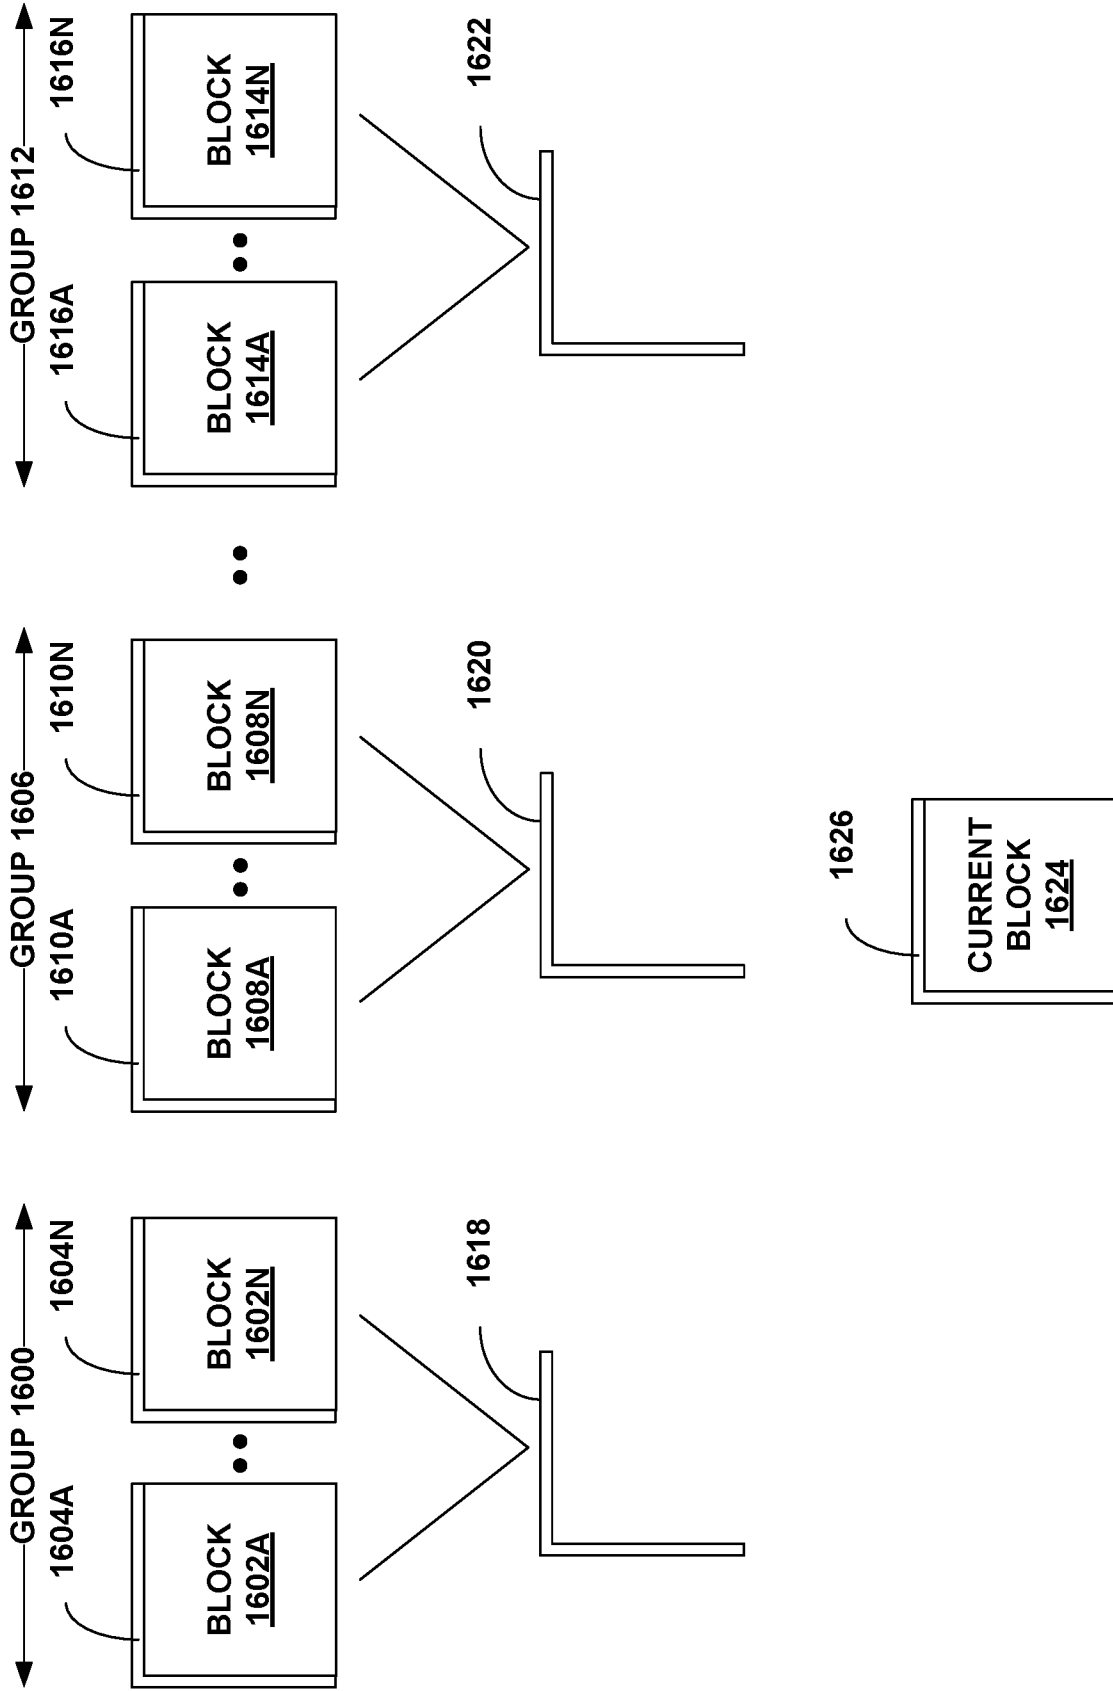 GROUP 1600
GROUP 1606
GROUP 1612
1604A
1604N
1610A
1610N
1616A
1616N
BLOCK
1602A
BLOCK
1602N
BLOCK
1608A
BLOCK
1608N
BLOCK
1614A
BLOCK
1614N
1618
1620
1622
1626
CURRENT
BLOCK
1624